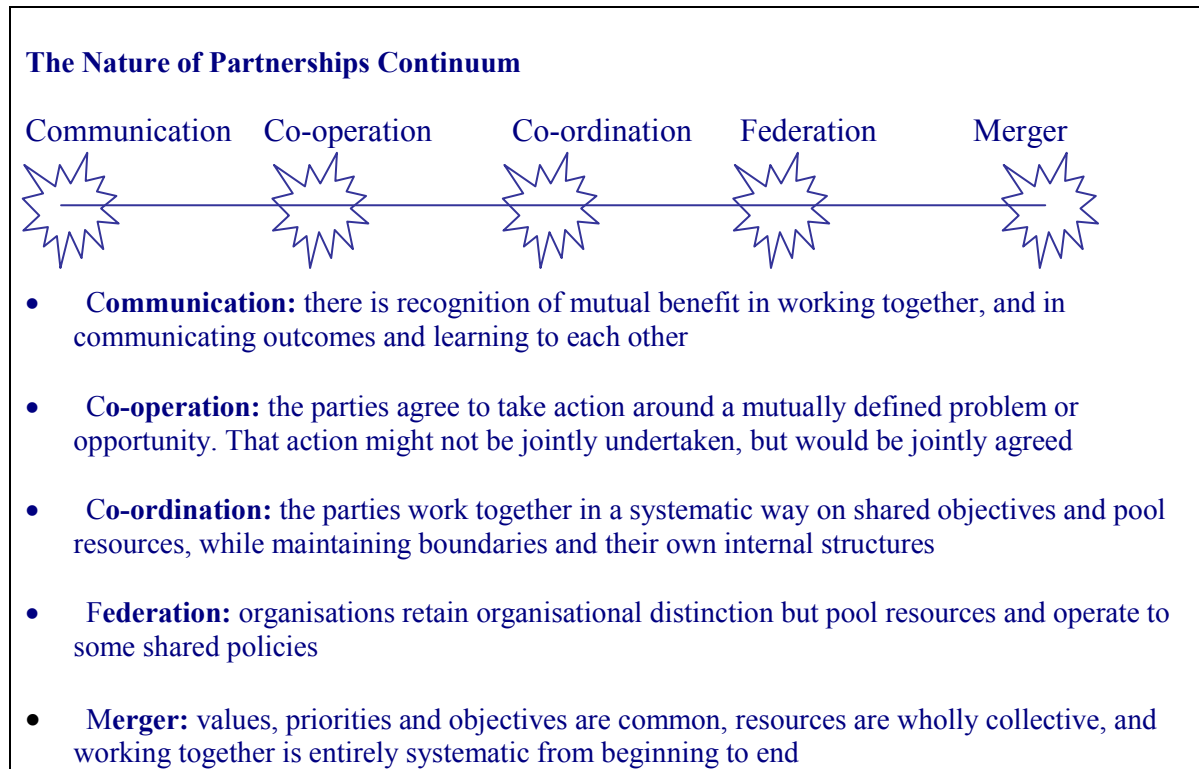 The Nature of Partnerships Continuum
Communication Co-operation Co-ordination Federation Merger
• Communication: there is recognition of mutual benefit in working together, and in
communicating outcomes and learning to each other
• Co-operation: the parties agree to take action around a mutually defined problem or
opportunity. That action might not be jointly undertaken, but would be jointly agreed
• Co-ordination: the parties work together in a systematic way on shared objectives and pool
resources, while maintaining boundaries and their own internal structures
• Federation: organisations retain organisational distinction but pool resources and operate to
some shared policies
• Merger: values, priorities and objectives are common, resources are wholly collective, and
working together is entirely systematic from beginning to end